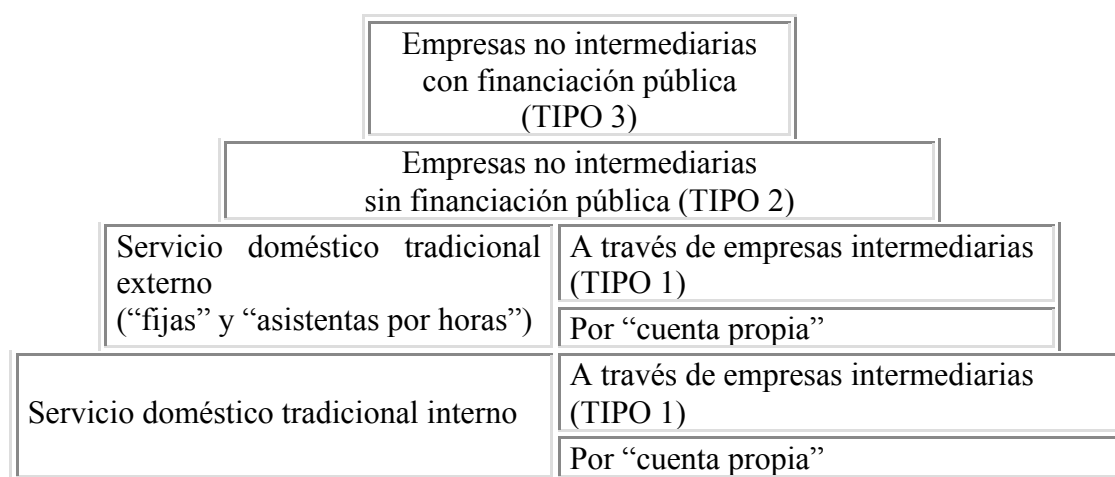 Empresas no intermediarias
con financiación pública
(TIPO 3)
Empresas no intermediarias
sin financiación pública (TIPO 2)
Servicio doméstico tradicional
externo
(“fijas” y “asistentas por horas”)
A través de empresas intermediarias
(TIPO 1)
Por “cuenta propia”
Servicio doméstico tradicional interno
A través de empresas intermediarias
(TIPO 1)
Por “cuenta propia”